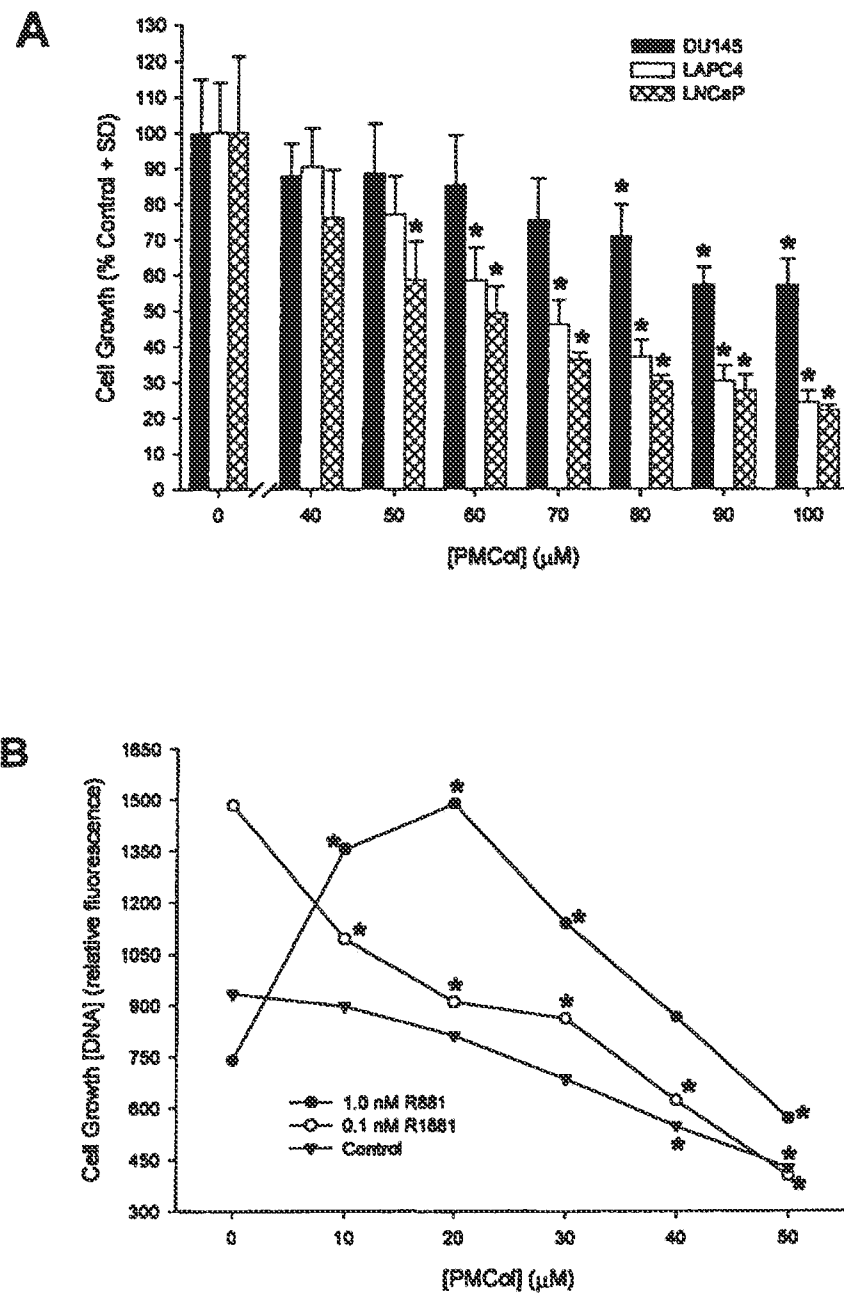 A
130
120
110
100
90
80
70
60
50
40
30
20
10
0
Cell Growth (% Control + SD)
DU145
LAPC4
LNCaP
* * * * * * * * * * * * * *
0 40 50 60 70 80 90 100
[PMCol] (µM)
B
1650
1500
1350
1200
1050
900
750
600
450
300
Cell Growth [DNA] (relative fluorescence)
* * * * * * * * * * *
1.0 nM R881
0.1 nM R1881
Control
0 10 20 30 40 50
[PMCol] (µM)